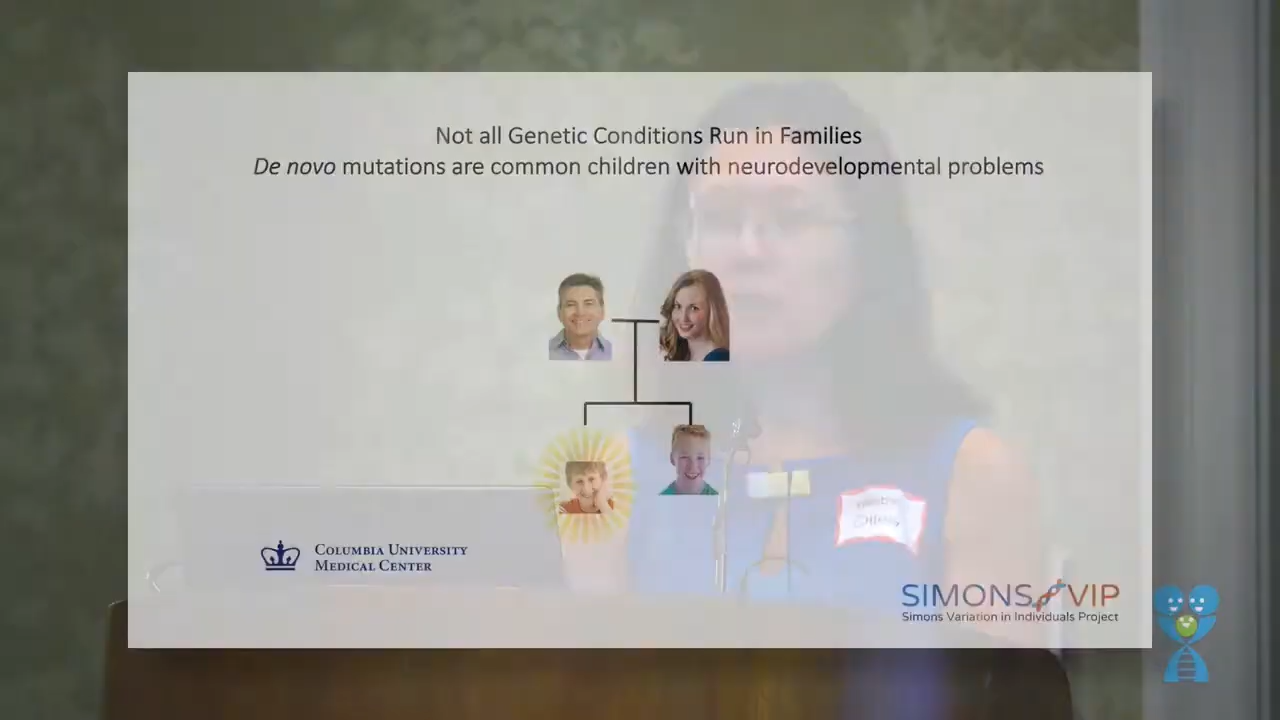 Not all Genetic Conditions Run in Families
De novo mutations are common children with neurodevelopmental problems
COLUMBIA UNIVERSITY
MEDICAL CENTER
SIMONS VIP
Simons Variation in Individuals Project